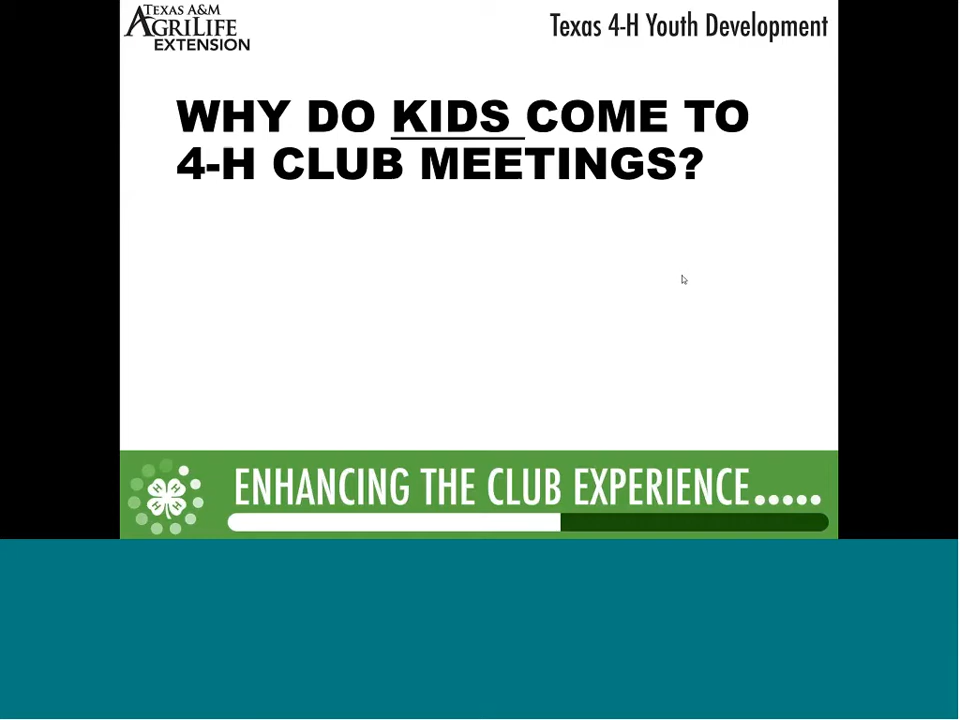 TEXAS A&M
AGRILIFE
EXTENSION
Texas 4-H Youth Development
WHY DO KIDS COME TO
4-H CLUB MEETINGS?
H H H H
ENHANCING THE CLUB EXPERIENCE.....